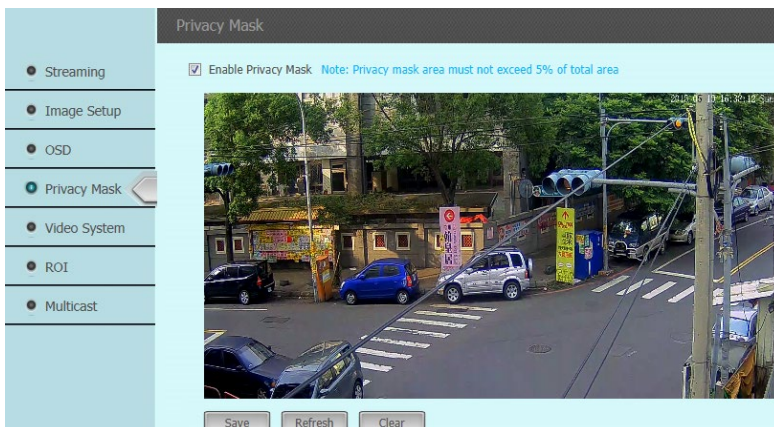 Privacy Mask
Streaming
Image Setup
OSD
Privacy Mask
Video System
ROI
Multicast
Enable Privacy Mask Note: Privacy mask area must not exceed 5% of total area
Save
Refresh
Clear